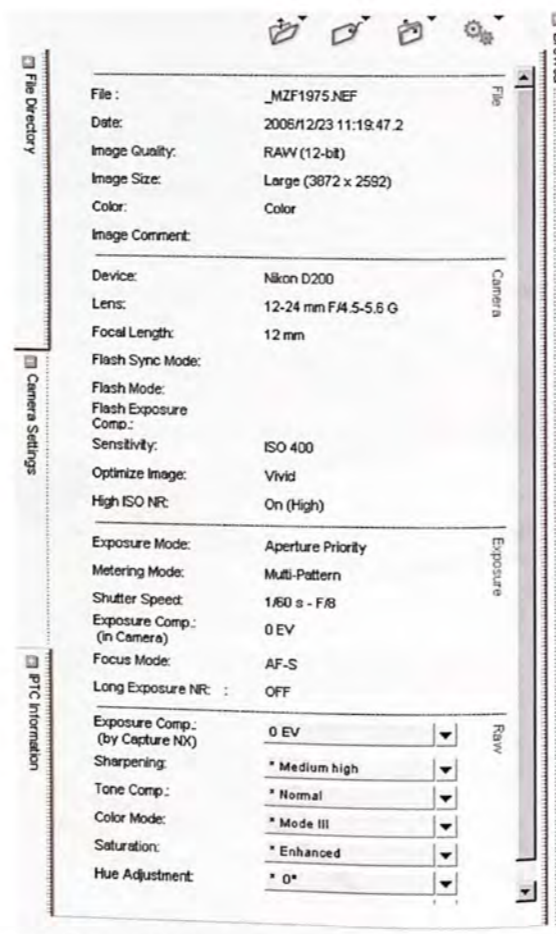 File Directory
Camera Settings
IPTC Information
File
File : _MZF1975.NEF
Date: 2006/12/23 11:19:47.2
Image Quality: RAW (12-bit)
Image Size: Large (3872 x 2592)
Color: Color
Image Comment:
Camera
Device: Nikon D200
Lens: 12-24 mm F/4.5-5.6 G
Focal Length: 12 mm
Flash Sync Mode:
Flash Mode:
Flash Exposure
Comp.:
Sensitivity: ISO 400
Optimize Image: Vivid
High ISO NR: On (High)
Exposure
Exposure Mode: Aperture Priority
Metering Mode: Multi-Pattern
Shutter Speed: 1/60 s - F/8
Exposure Comp.: 0 EV
(in Camera)
Focus Mode: AF-S
Long Exposure NR: : OFF
Raw
Exposure Comp.: 0 EV
(by Capture NX)
Sharpening: * Medium high
Tone Comp.: * Normal
Color Mode: * Mode III
Saturation: * Enhanced
Hue Adjustment: * 0°